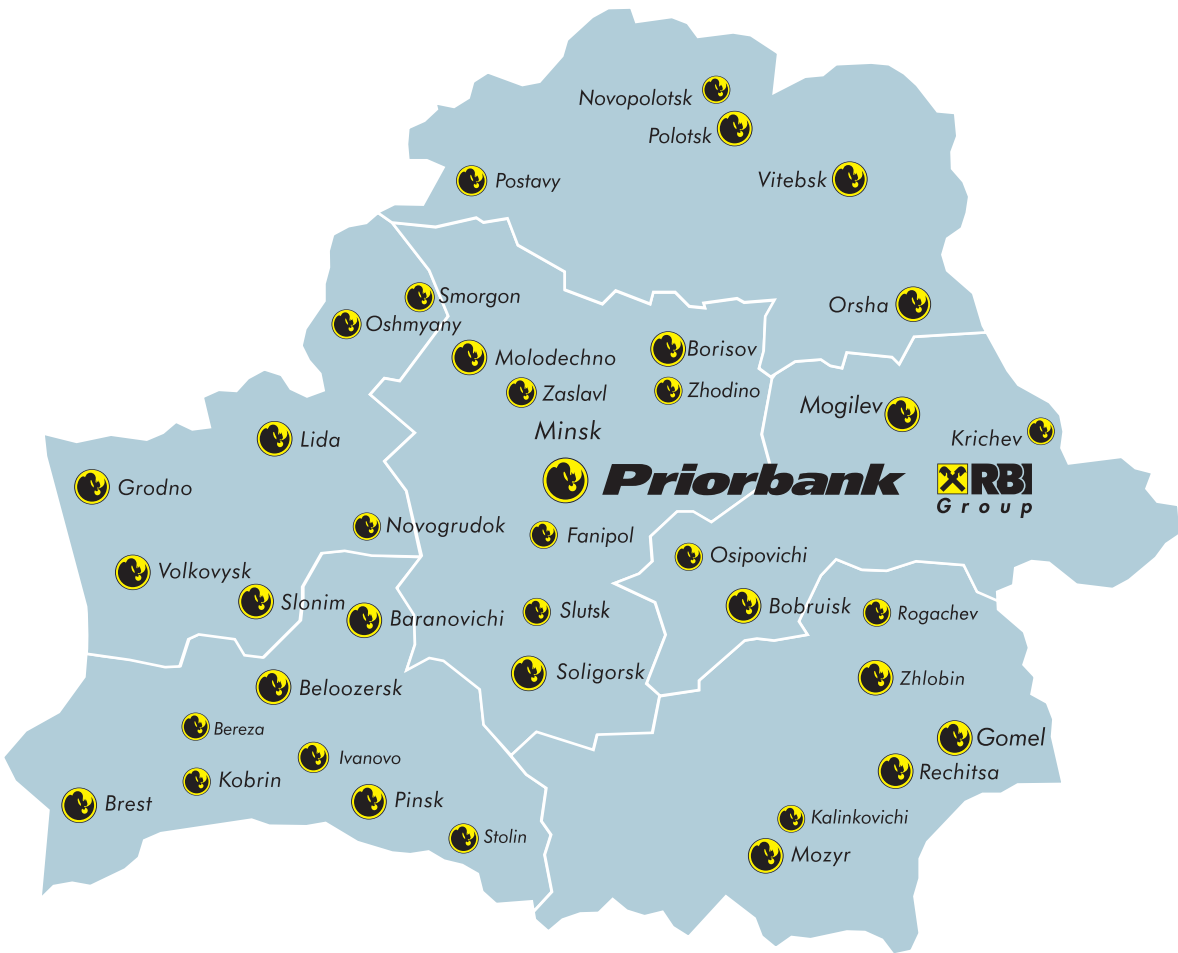 Novopolotsk
Polotsk
Postavy
Vitebsk
Smorgon
Orsha
Oshmyany
Molodechno
Borisov
Zaslavl
Zhodino
Mogilev
Minsk
Krichev
Lida
Priorbank
RBI
Group
Grodno
Novogrudok
Fanipol
Osipovichi
Volkovysk
Slonim
Baranovichi
Slutsk
Bobruisk
Rogachev
Soligorsk
Zhlobin
Beloozersk
Bereza
Gomel
Ivanovo
Rechitsa
Kobrin
Pinsk
Brest
Kalinkovichi
Stolin
Mozyr